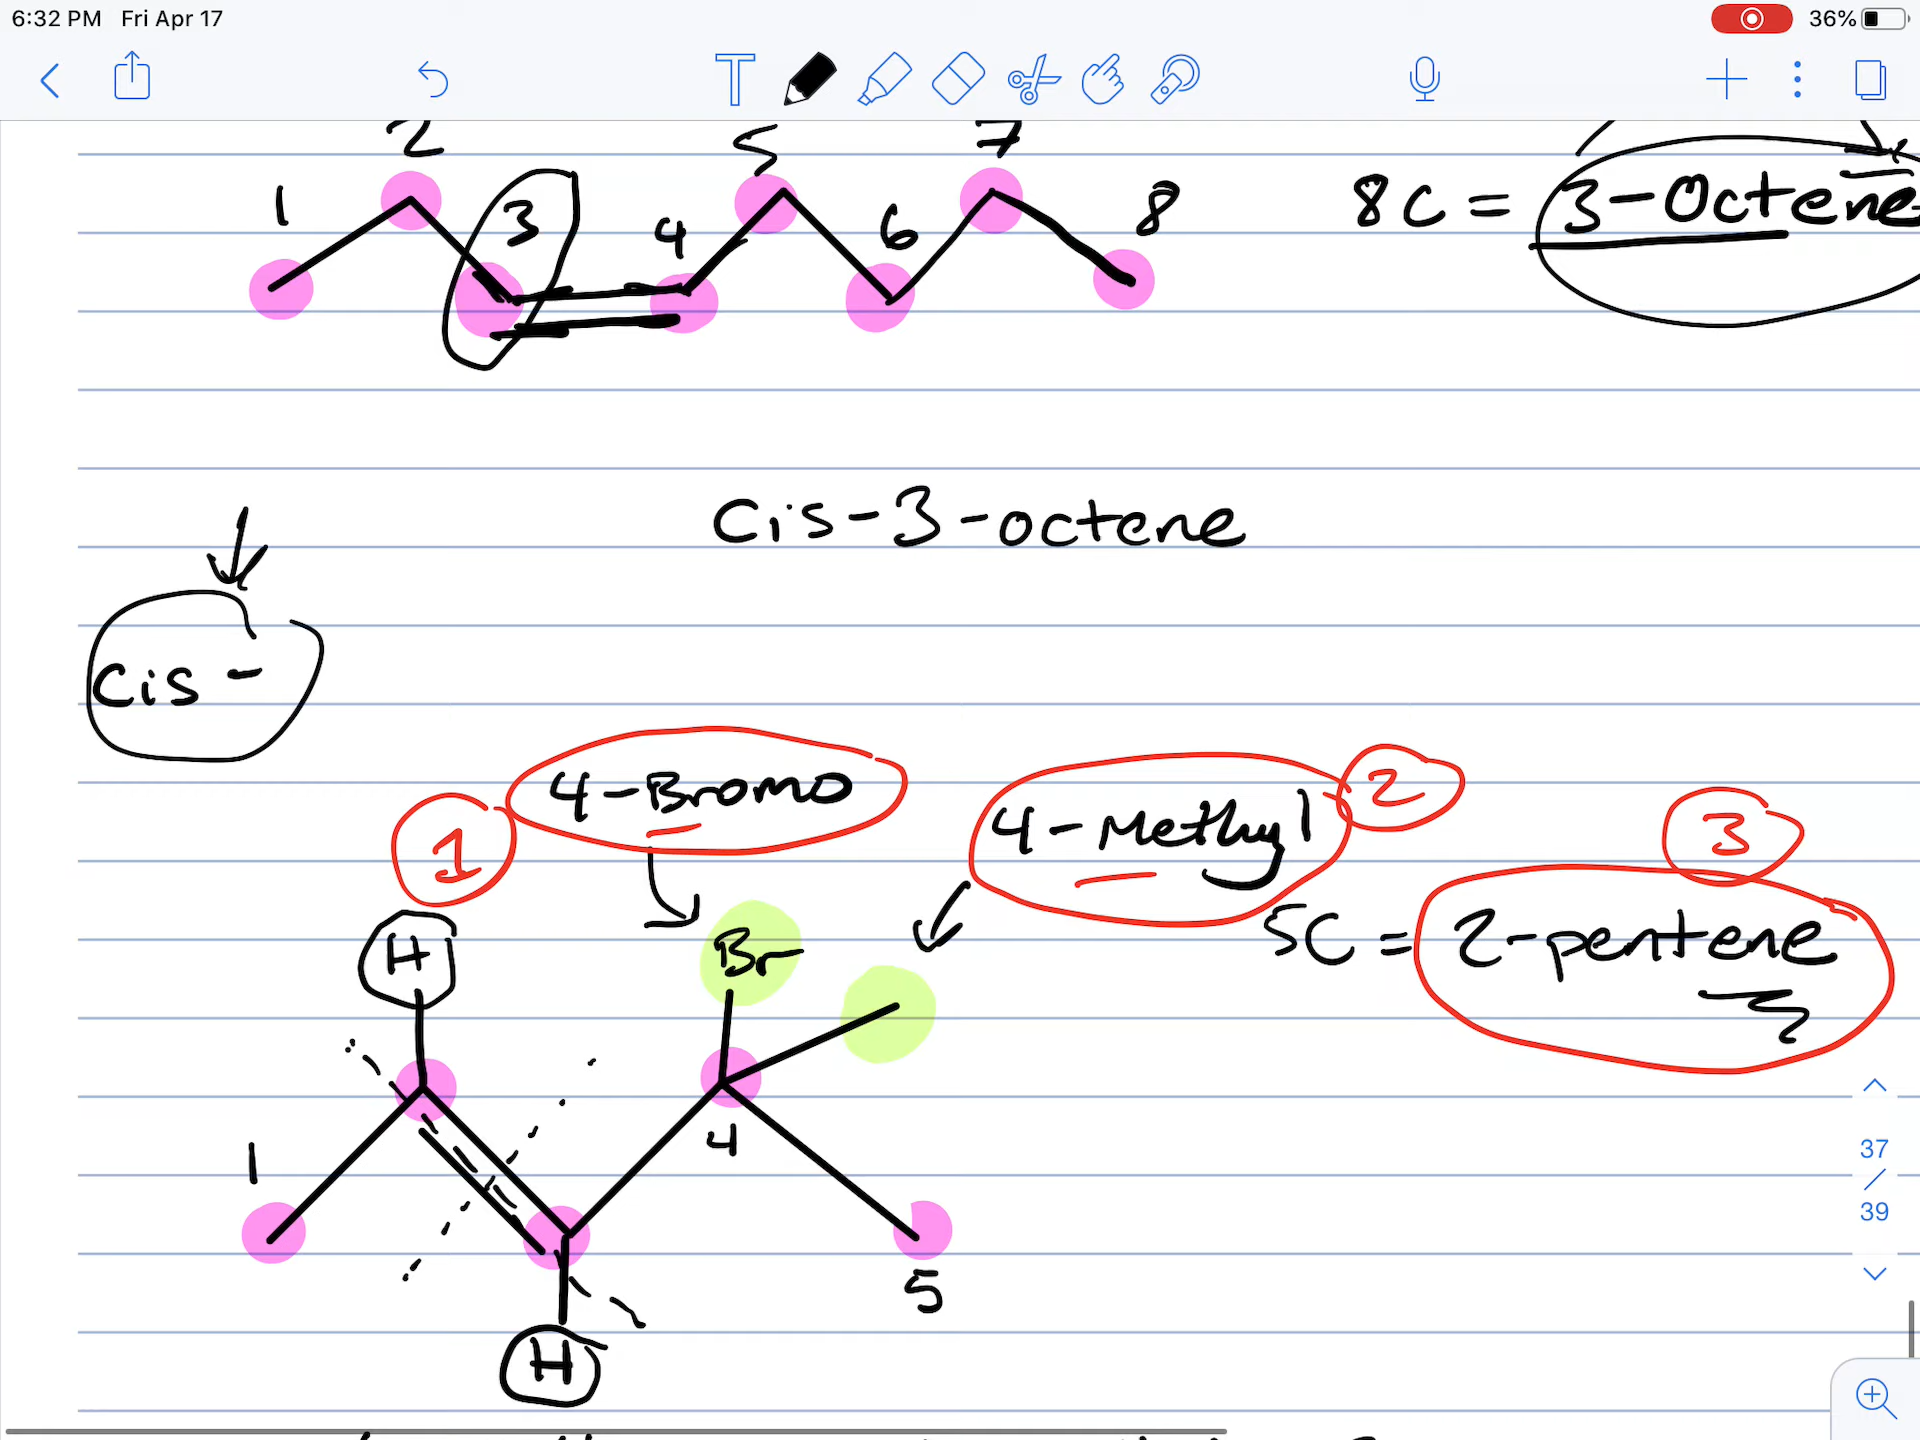 6:32 PM Fri Apr 17
36%
2 5 7
1 3 4 6 8
8C = 3-Octene
Cis-3-octene
Cis -
4-Bromo
4-Methyl 2
1 3
5C = 2-pentene
H Br
1 4
5
H
37
/
39